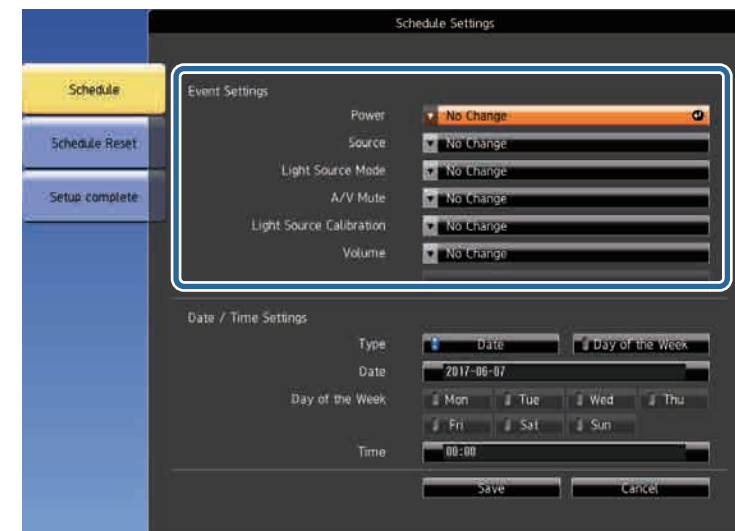 Schedule Settings
Schedule
Schedule Reset
Setup complete
Event Settings
Power No Change
Source No Change
Light Source Mode No Change
A/V Mute No Change
Light Source Calibration No Change
Volume No Change
Date / Time Settings
Type Date Day of the Week
Date 2017-06-07
Day of the Week Mon Tue Wed Thu
Fri Sat Sun
Time 00:00
Save Cancel